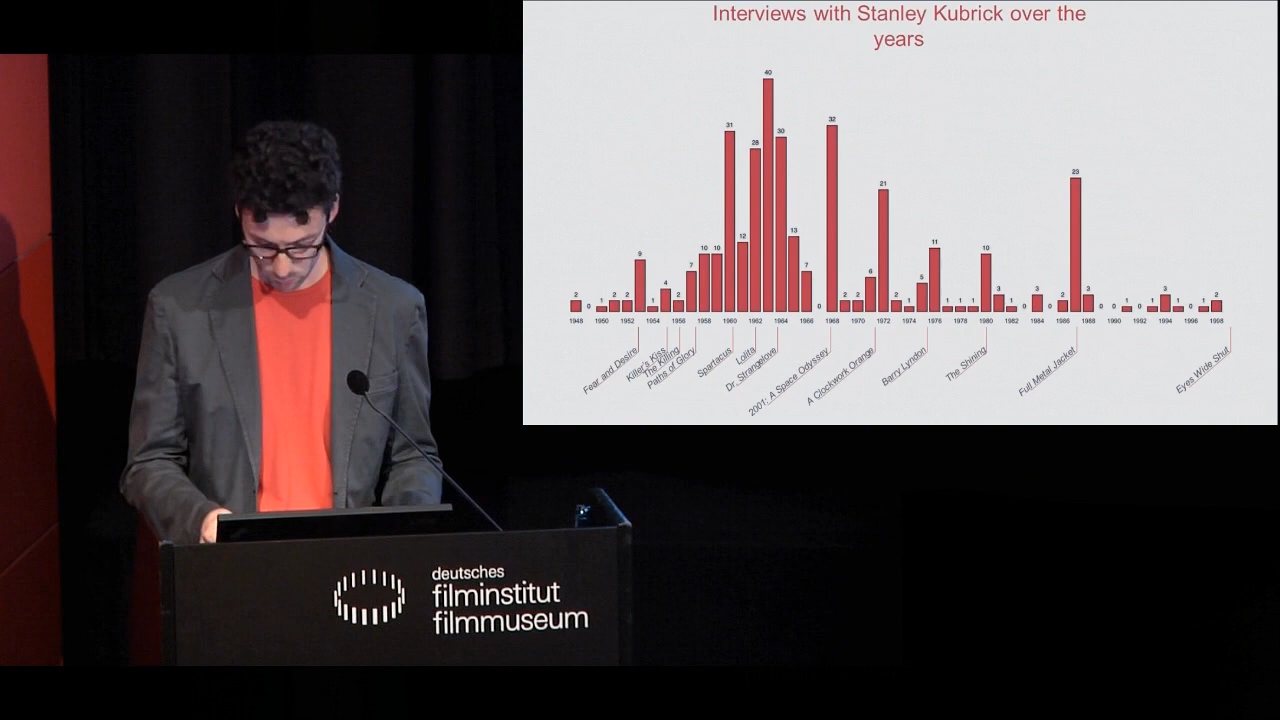 Interviews with Stanley Kubrick over the
years
2 0 1 2 2 9 1 4 2 7 10 10 31 12 28 40 30 13 7 0 32 2 2 6 21 2 1 5 11 1 1 1 10 3 1 0 3 0 2 23 3 0 0 1 0 1 3 1 0 1 2
1948 1950 1952 1954 1956 1958 1960 1962 1964 1966 1968 1970 1972 1974 1976 1978 1980 1982 1984 1986 1988 1990 1992 1994 1996 1998
Fear and Desire
Killer's Kiss
The Killing
Paths of Glory
Spartacus
Lolita
Dr. Strangelove
2001: A Space Odyssey
A Clockwork Orange
Barry Lyndon
The Shining
Full Metal Jacket
Eyes Wide Shut
deutsches
filminstitut
filmmuseum